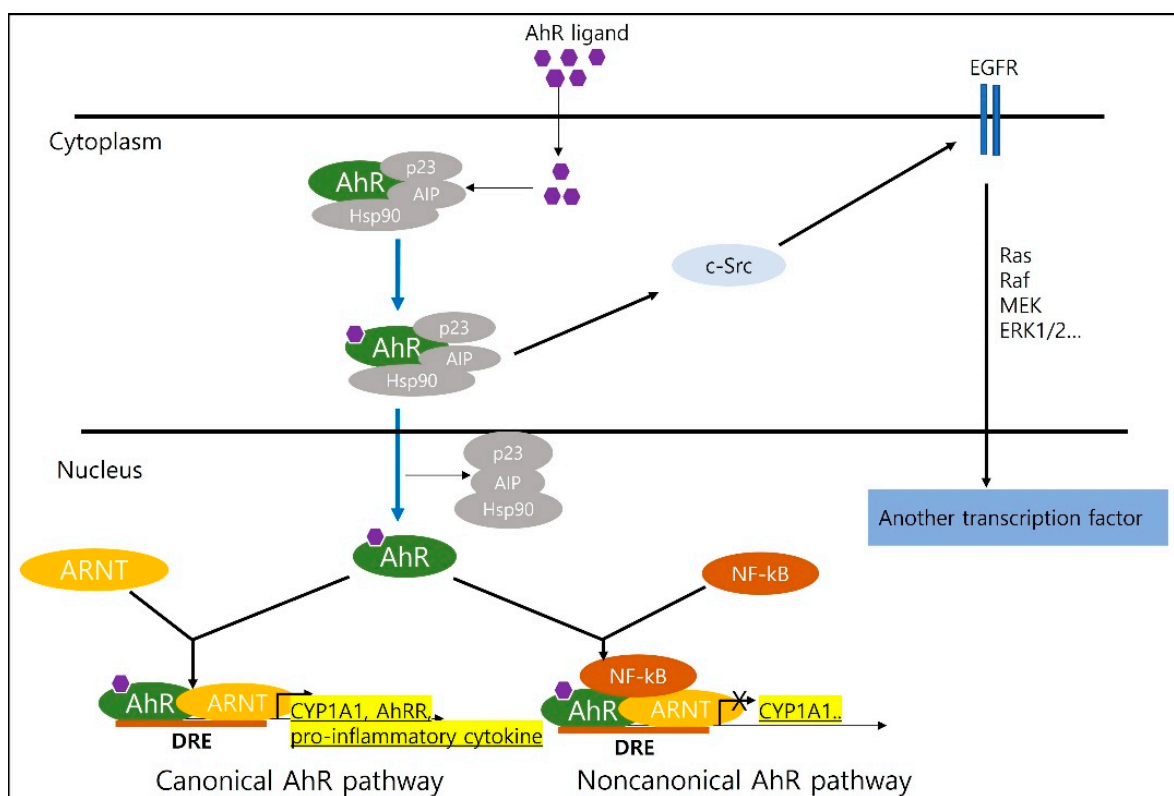 AhR ligand
EGFR
Cytoplasm
p23
AhR
AIP
Hsp90
c-Src
Ras
Raf
MEK
ERK1/2...
p23
AhR
AIP
Hsp90
Nucleus
p23
AIP
Hsp90
Another transcription factor
ARNT
AhR
NF-kB
NF-kB
AhR
ARNT
CYP1A1, AhRR,
pro-inflammatory cytokine
DRE
AhR
ARNT
X
CYP1A1..
DRE
Canonical AhR pathway
Noncanonical AhR pathway